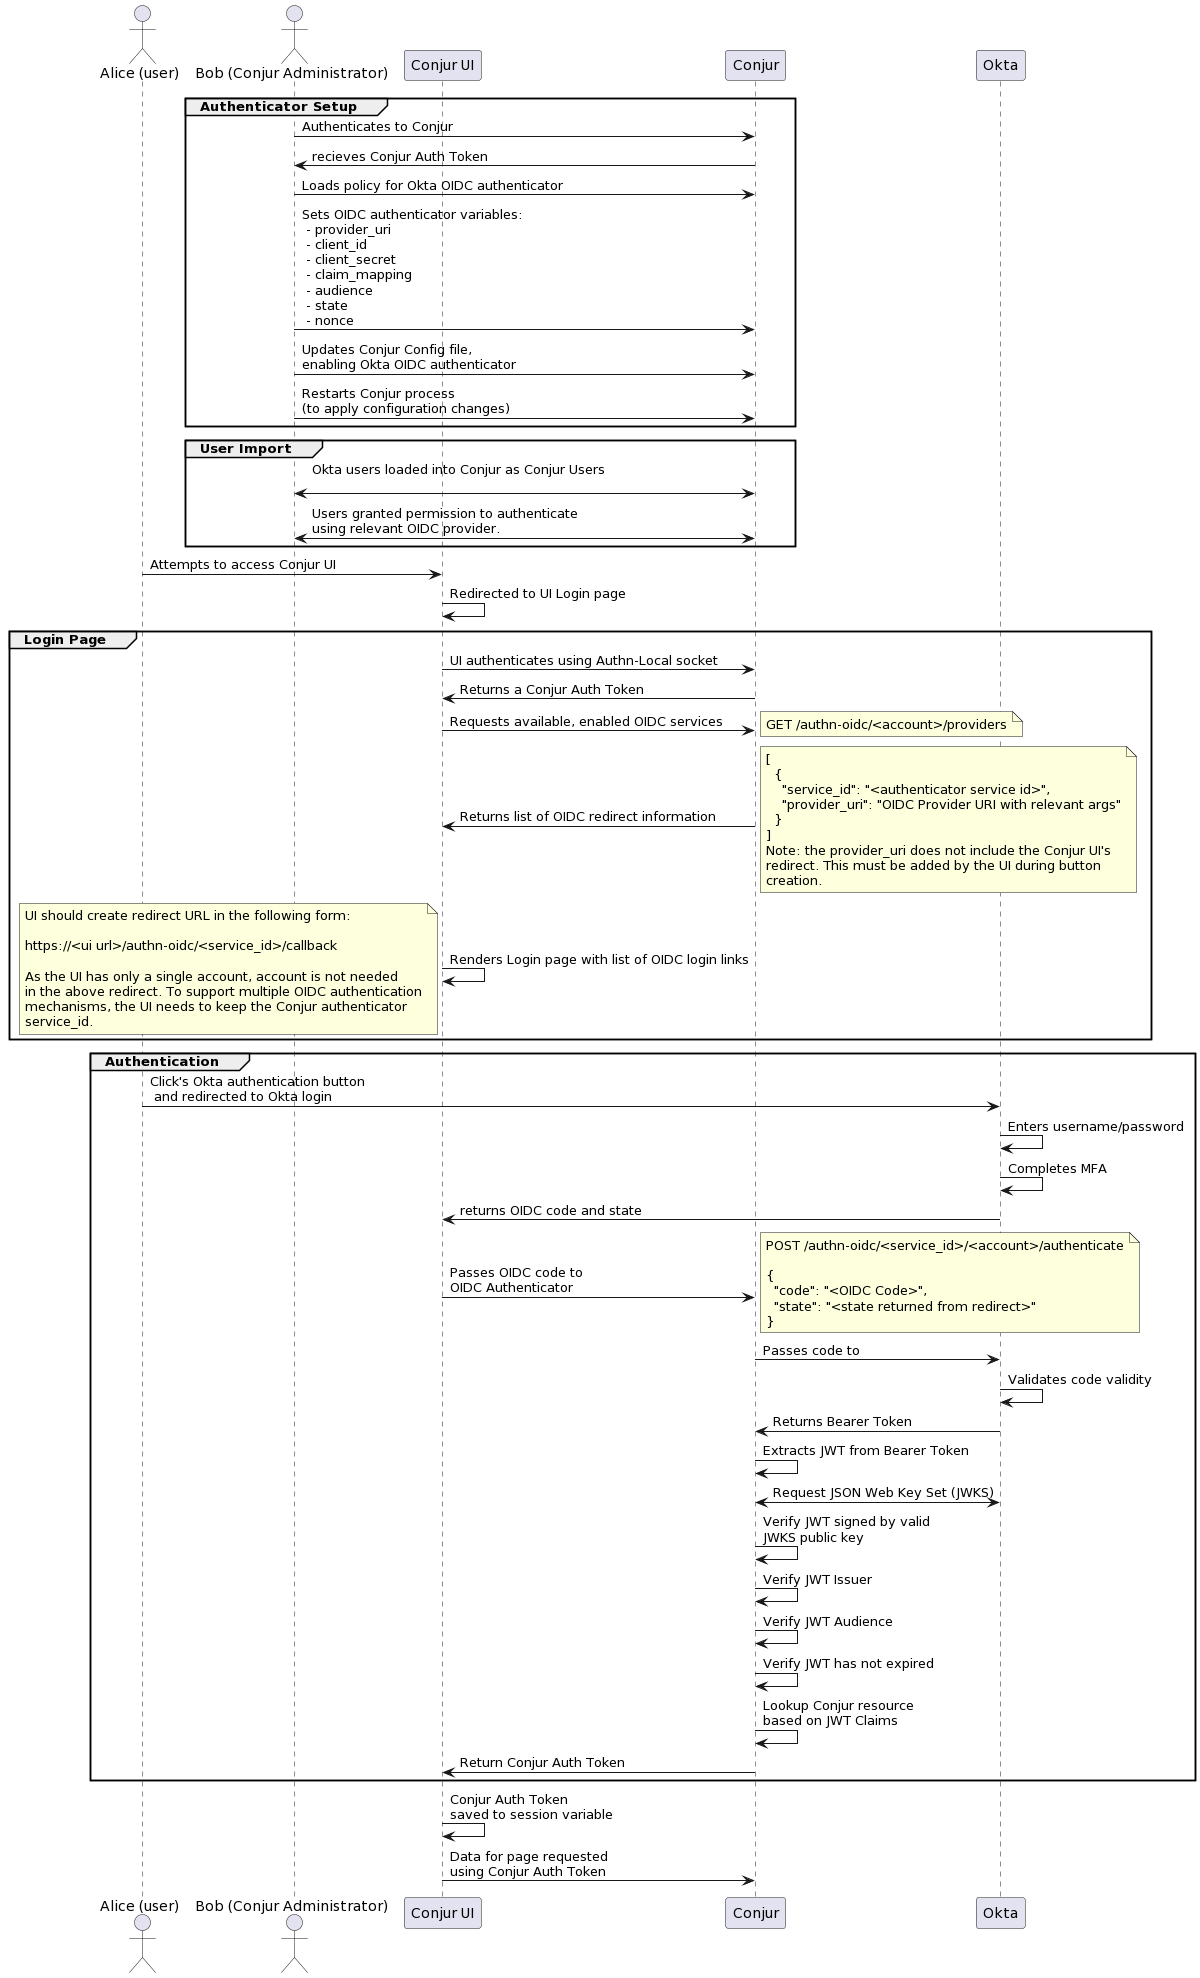 Alice (user)
Bob (Conjur Administrator)
Conjur UI
Conjur
Okta
Authenticator Setup
Authenticates to Conjur
recieves Conjur Auth Token
Loads policy for Okta OIDC authenticator
Sets OIDC authenticator variables:
- provider_uri
- client_id
- client_secret
- claim_mapping
- audience
- state
- nonce
Updates Conjur Config file,
enabling Okta OIDC authenticator
Restarts Conjur process
(to apply configuration changes)
User Import
Okta users loaded into Conjur as Conjur Users
Users granted permission to authenticate
using relevant OIDC provider.
Attempts to access Conjur UI
Redirected to UI Login page
Login Page
UI authenticates using Authn-Local socket
Returns a Conjur Auth Token
Requests available, enabled OIDC services
GET /authn-oidc/<account>/providers
Returns list of OIDC redirect information
[
{
"service_id": "<authenticator service id>",
"provider_uri": "OIDC Provider URI with relevant args"
}
]
Note: the provider_uri does not include the Conjur UI's
redirect. This must be added by the UI during button
creation.
UI should create redirect URL in the following form:
https://<ui url>/authn-oidc/<service_id>/callback
As the UI has only a single account, account is not needed
in the above redirect. To support multiple OIDC authentication
mechanisms, the UI needs to keep the Conjur authenticator
service_id.
Renders Login page with list of OIDC login links
Authentication
Click's Okta authentication button
and redirected to Okta login
Enters username/password
Completes MFA
returns OIDC code and state
Passes OIDC code to
OIDC Authenticator
POST /authn-oidc/<service_id>/<account>/authenticate
{
"code": "<OIDC Code>",
"state": "<state returned from redirect>"
}
Passes code to
Validates code validity
Returns Bearer Token
Extracts JWT from Bearer Token
Request JSON Web Key Set (JWKS)
Verify JWT signed by valid
JWKS public key
Verify JWT Issuer
Verify JWT Audience
Verify JWT has not expired
Lookup Conjur resource
based on JWT Claims
Return Conjur Auth Token
Conjur Auth Token
saved to session variable
Data for page requested
using Conjur Auth Token
Alice (user)
Bob (Conjur Administrator)
Conjur UI
Conjur
Okta